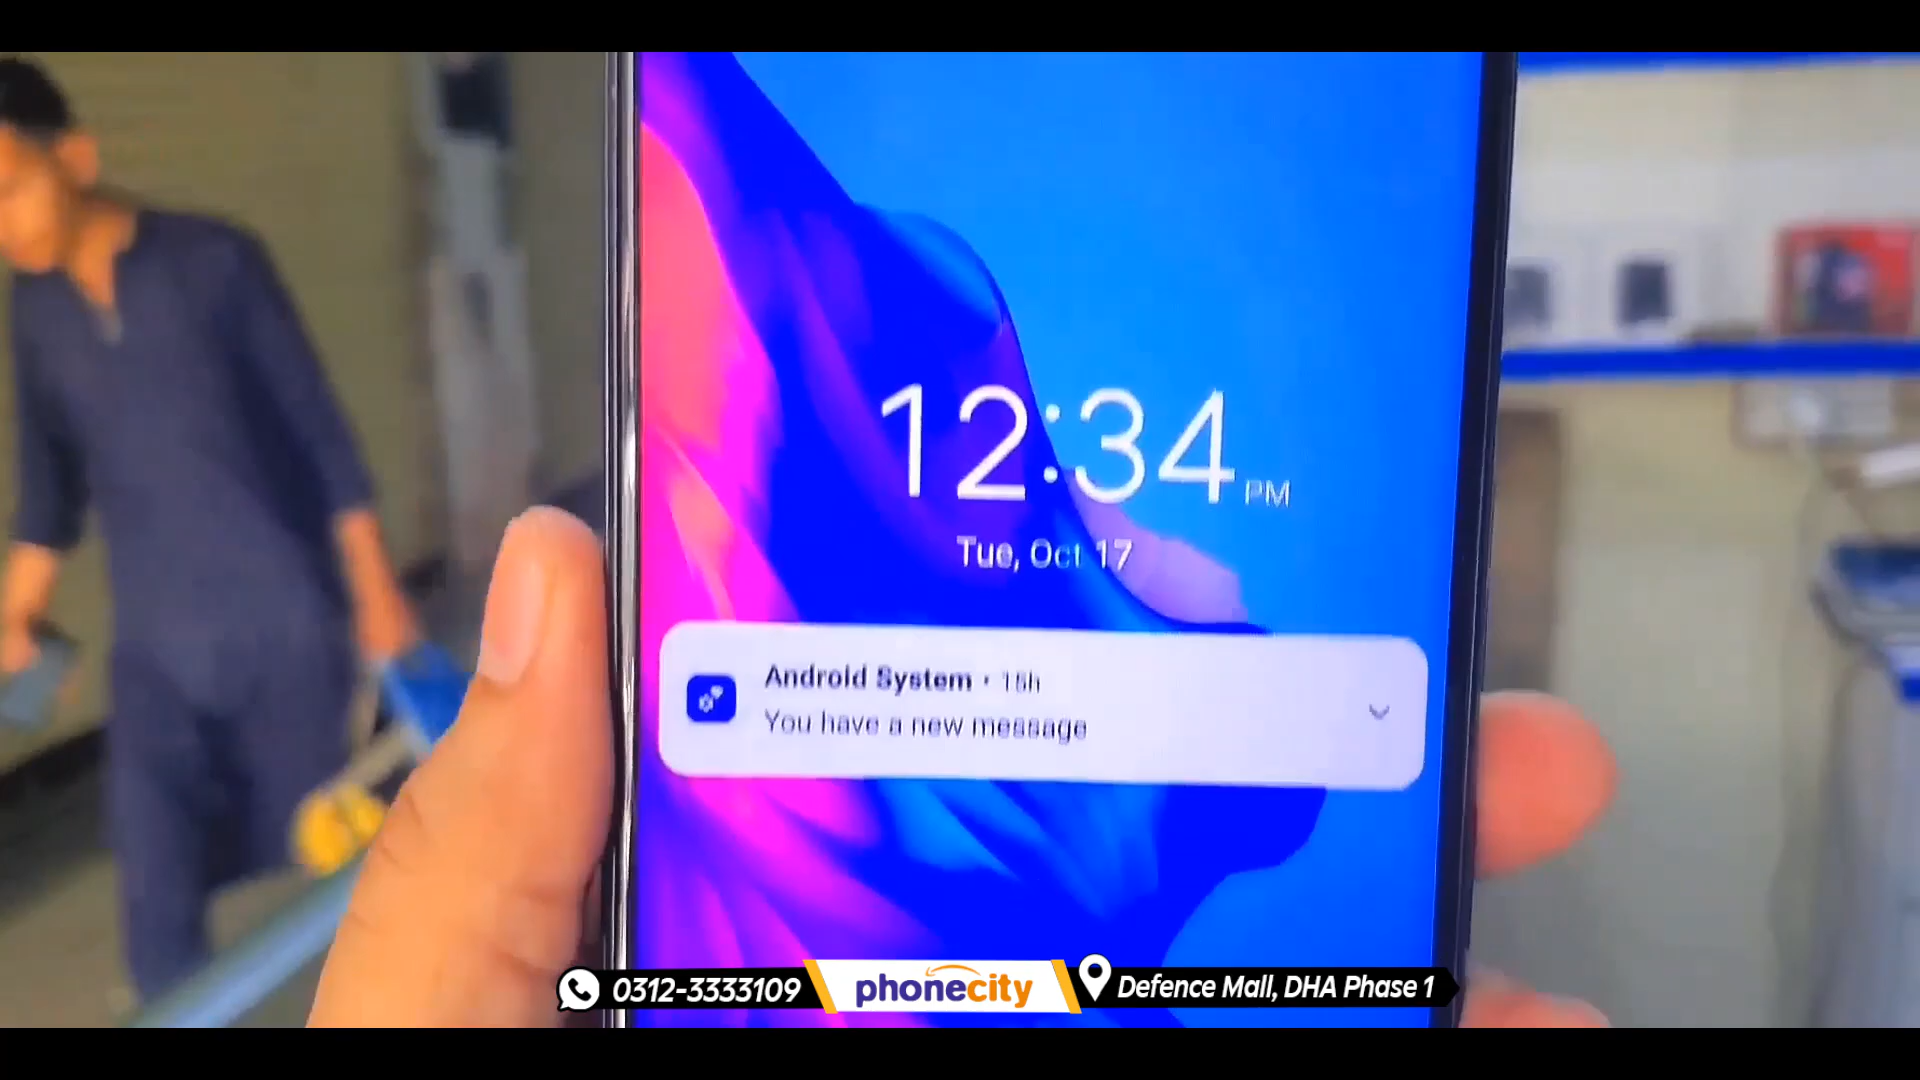 12:34 PM
Tue, Oct 17
Android System • 15h
You have a new message
0312-3333109
phonecity
Defence Mall, DHA Phase 1